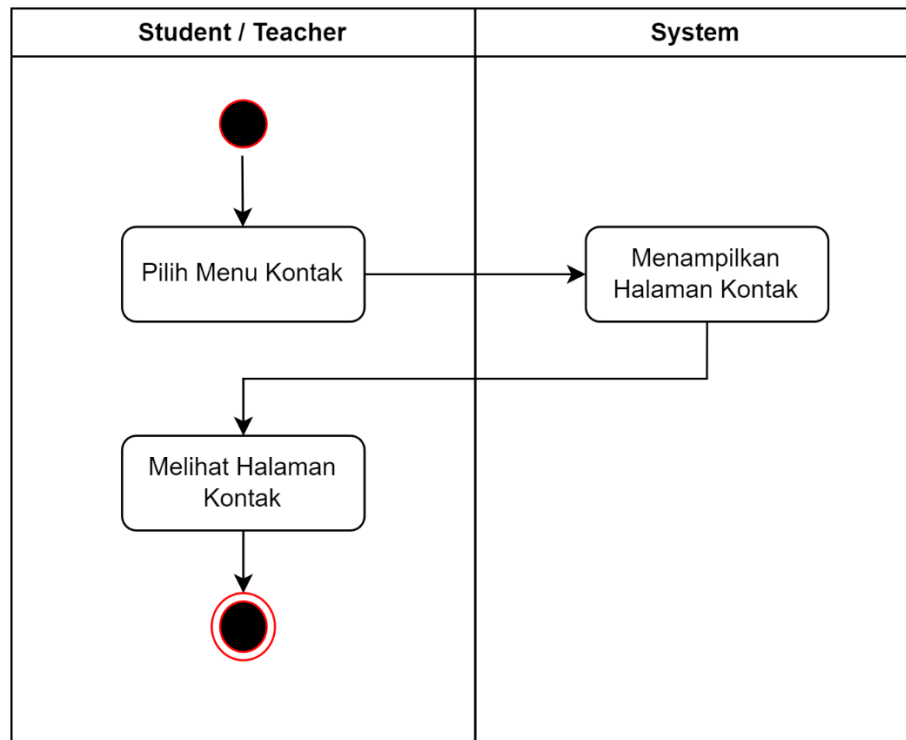 Student / Teacher
System
Pilih Menu Kontak
Menampilkan
Halaman Kontak
Melihat Halaman
Kontak